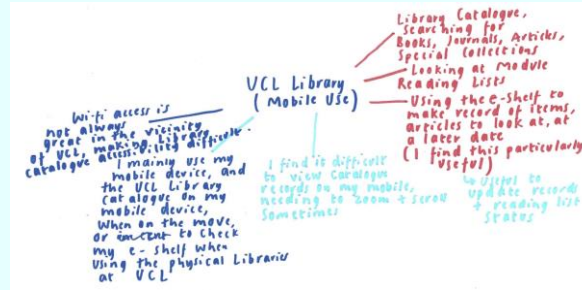 UCL Library
(Mobile Use)
Library Catalogue,
searching for
Books, Journals, Articles,
Special Collections
Looking at Module
Reading Lists
Using the e-Shelf to
make record of items,
articles to look at, at
a later date
(I find this particularly
useful)
↳ Useful to
update records
+ reading list
status
I find it difficult
to view Catalogue
records on my mobile,
needing to zoom + scroll
sometimes
I mainly use my
mobile device, and
the UCL Library
catalogue on my
mobile device,
when on the move,
or to check
my e-shelf when
using the physical Libraries
at UCL
Wi-fi access is
not always
great in the vicinity
of UCL, making library
catalogue accessibility difficult.